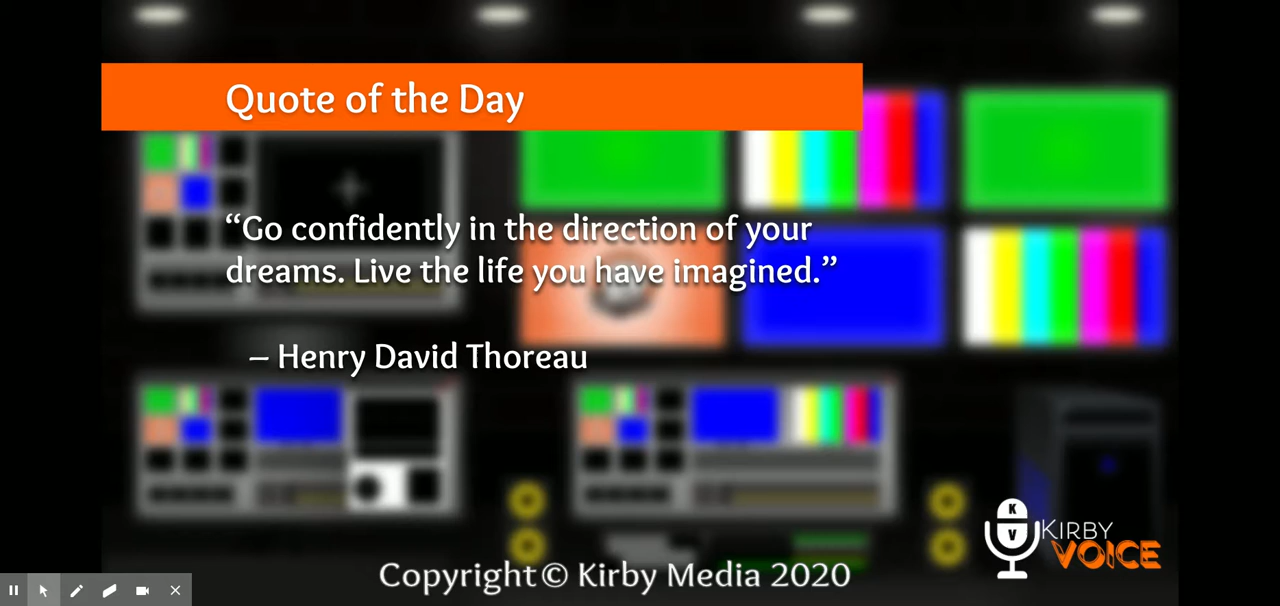 Quote of the Day
“Go confidently in the direction of your
dreams. Live the life you have imagined.”
– Henry David Thoreau
K
V
KIRBY
VOICE
Copyright © Kirby Media 2020